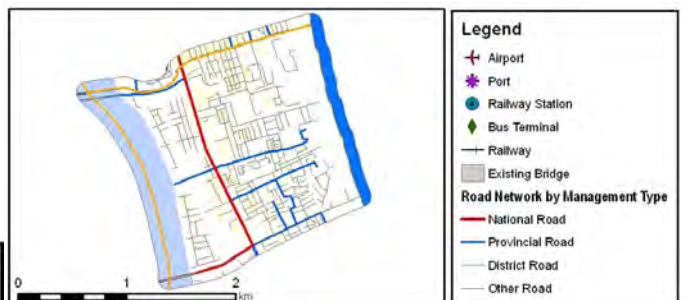 Legend
Airport
Port
Railway Station
Bus Terminal
Railway
Existing Bridge
Road Network by Management Type
National Road
Provincial Road
District Road
Other Road
0 1 2
km